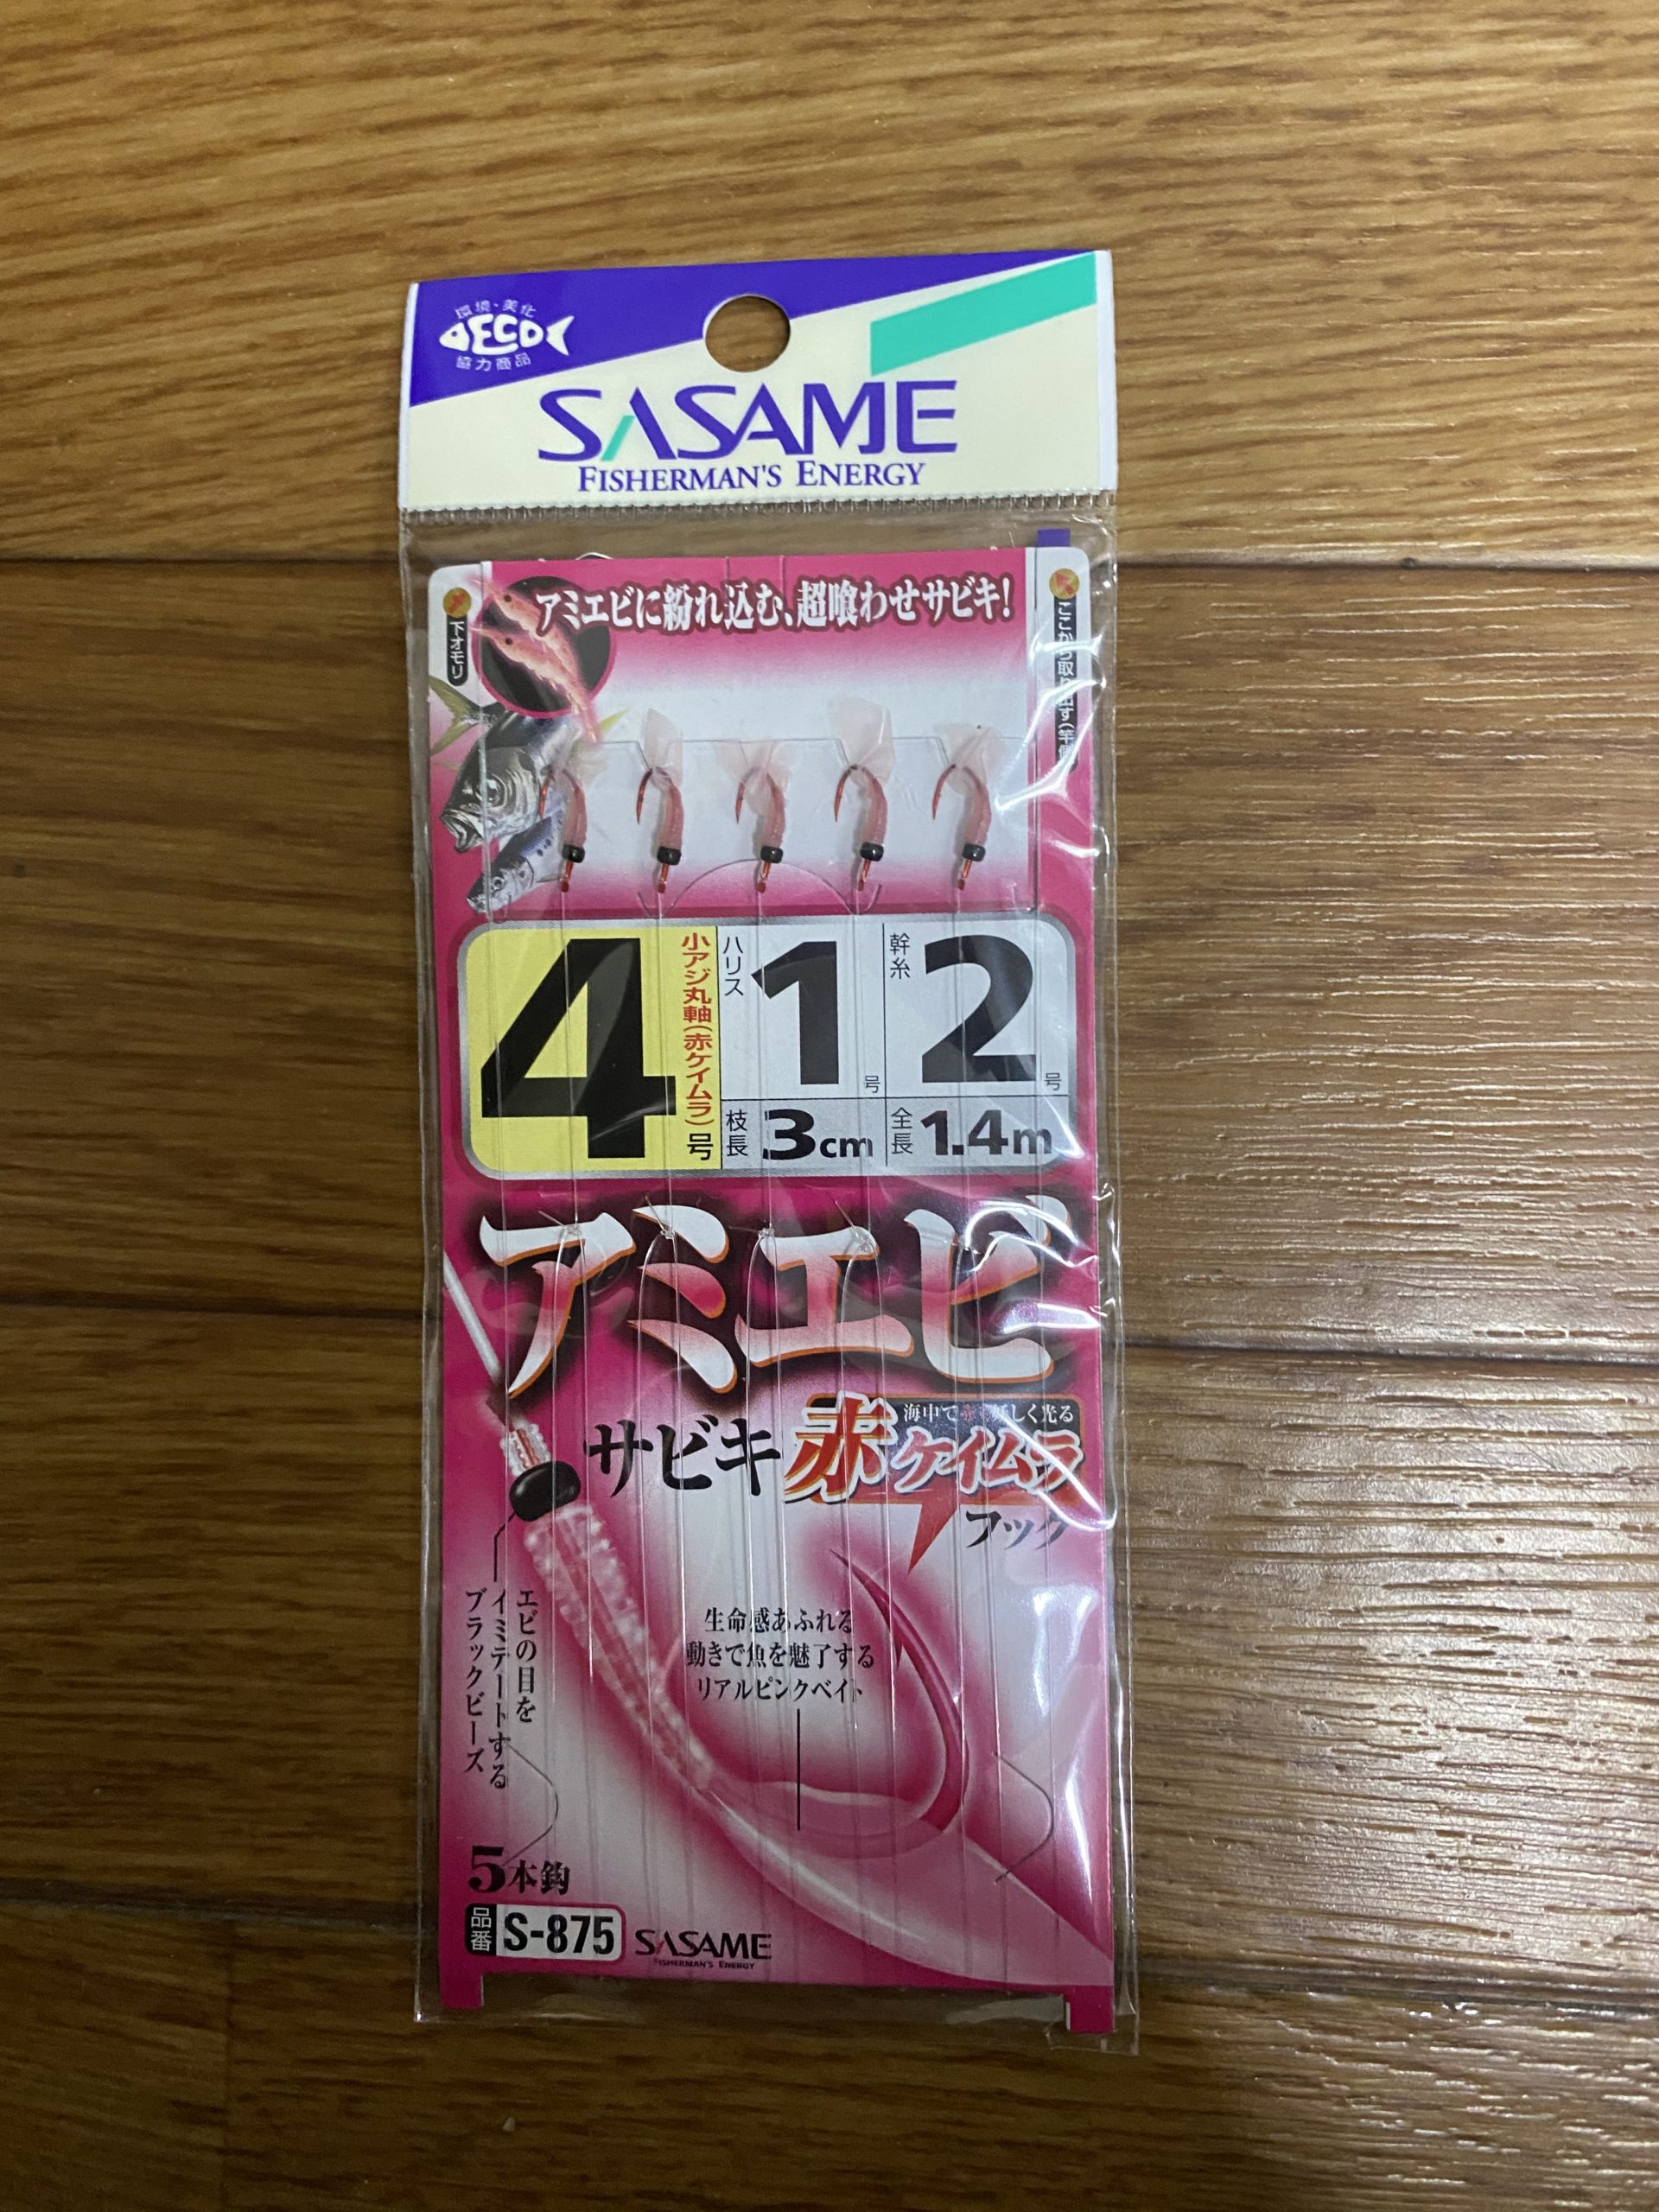 環境・美化
ECO
協力商品
SASAME
FISHERMAN'S ENERGY
下オモリ
アミエビに紛れ込む、超喰わせサビキ!
ここから取り出す(竿側)
4
小アジ丸軸(赤ケイムラ)
号
ハリス
1
号
幹糸
2
号
枝長
3cm
全長
1.4m
アミエビ
サビキ
赤
海中で赤く妖しく光る
ケイムラ
フック
エビの目を
イミテートする
ブラックビーズ
生命感あふれる
動きで魚を魅了する
リアルピンクベイト
5本鈎
品番
S-875
SASAME
FISHERMAN'S ENERGY